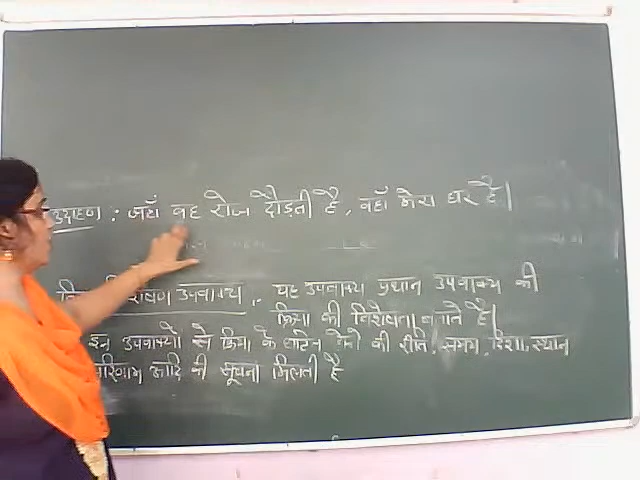 उदाहरण : जहाँ वह रोज दौड़ती है, वहाँ मेरा घर है।
उपवाक्य :- यह उपवाक्य प्रधान उपवाक्य की
क्रिया की विशेषता बताते है।
इन उपवाक्यो से क्रिया के घटित होने की रीति, समय, दिशा, स्थान
परिणाम आदि की सूचना मिलती है